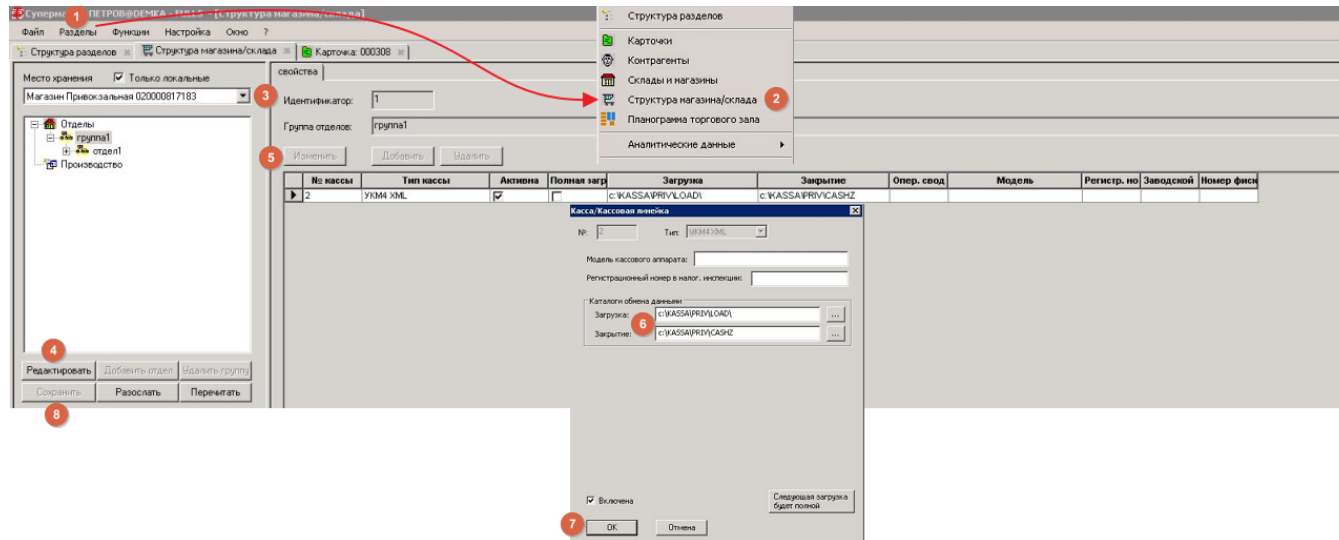 ПЕТРОВ@DEMKA
1
Файл Разделы Функции Настройка Окно ?
Структура разделов Структура магазина/склада Карточка: 000308
Место хранения Только локальные
Магазин Привокзальная 020000817183
3
Отделы
группа1
отдел1
Производство
4
Редактировать Добавить отдел Удалить группу
Сохранить Разослать Перечитать
8
свойства
Идентификатор: 1
Группа отделов: группа1
5
Изменить Добавить Удалить
Структура разделов
Карточки
Контрагенты
Склады и магазины
Структура магазина/склада 2
Планограмма торгового зала
Аналитические данные
№ кассы Тип кассы Активна Полная загр Загрузка Закрытие Опер. свод Модель Регистр. но Заводской Номер фиск
2 УКМ4 XML c:\KASSA\PRIV\LOAD\ c:\KASSA\PRIV\CASHZ
Касса/Кассовая линейка
№: 2 Тип: УКМ4 XML
Модель кассового аппарата:
Регистрационный номер в налог. инспекции:
Каталоги обмена данными
Загрузка: c:\KASSA\PRIV\LOAD\ ...
6
Закрытие: c:\KASSA\PRIV\CASHZ ...
Включена
Следующая загрузка
будет полной
7
OK Отмена